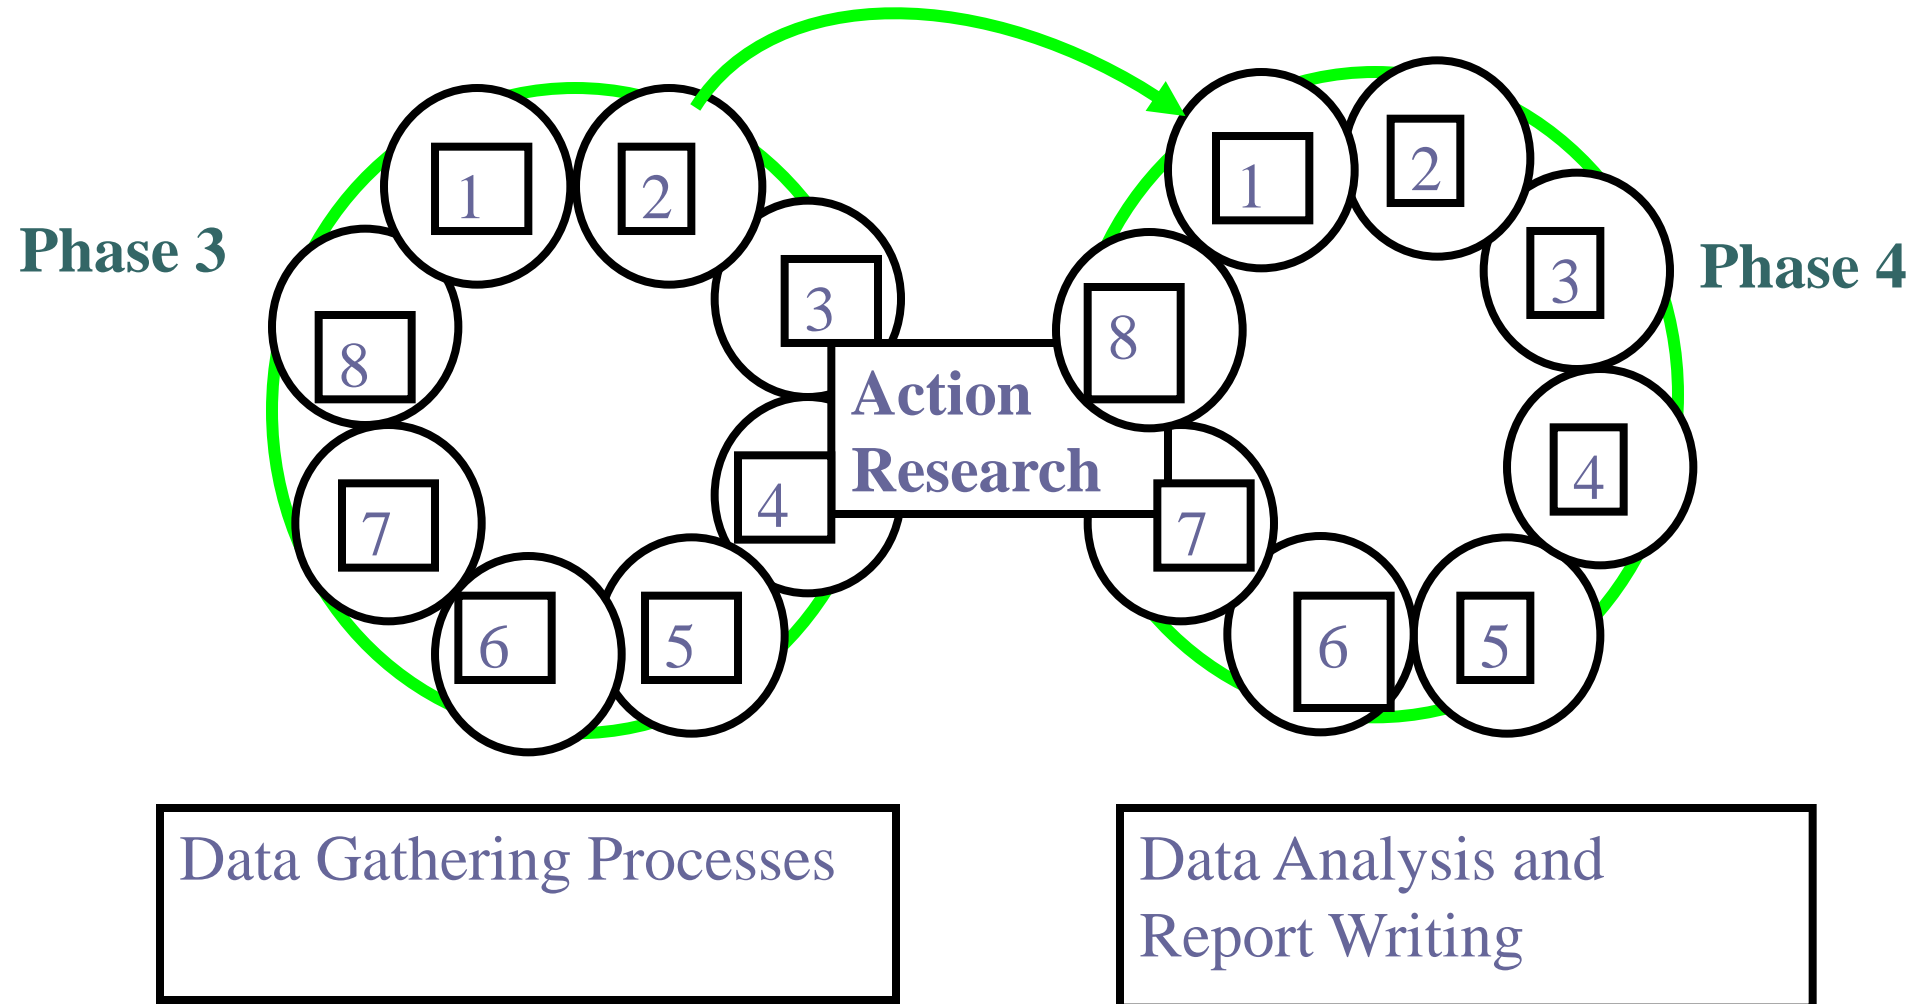 Phase 3
1
2
3
4
5
6
7
8
Action
Research
Phase 4
1
2
3
4
5
6
7
8
Data Gathering Processes
Data Analysis and
Report Writing